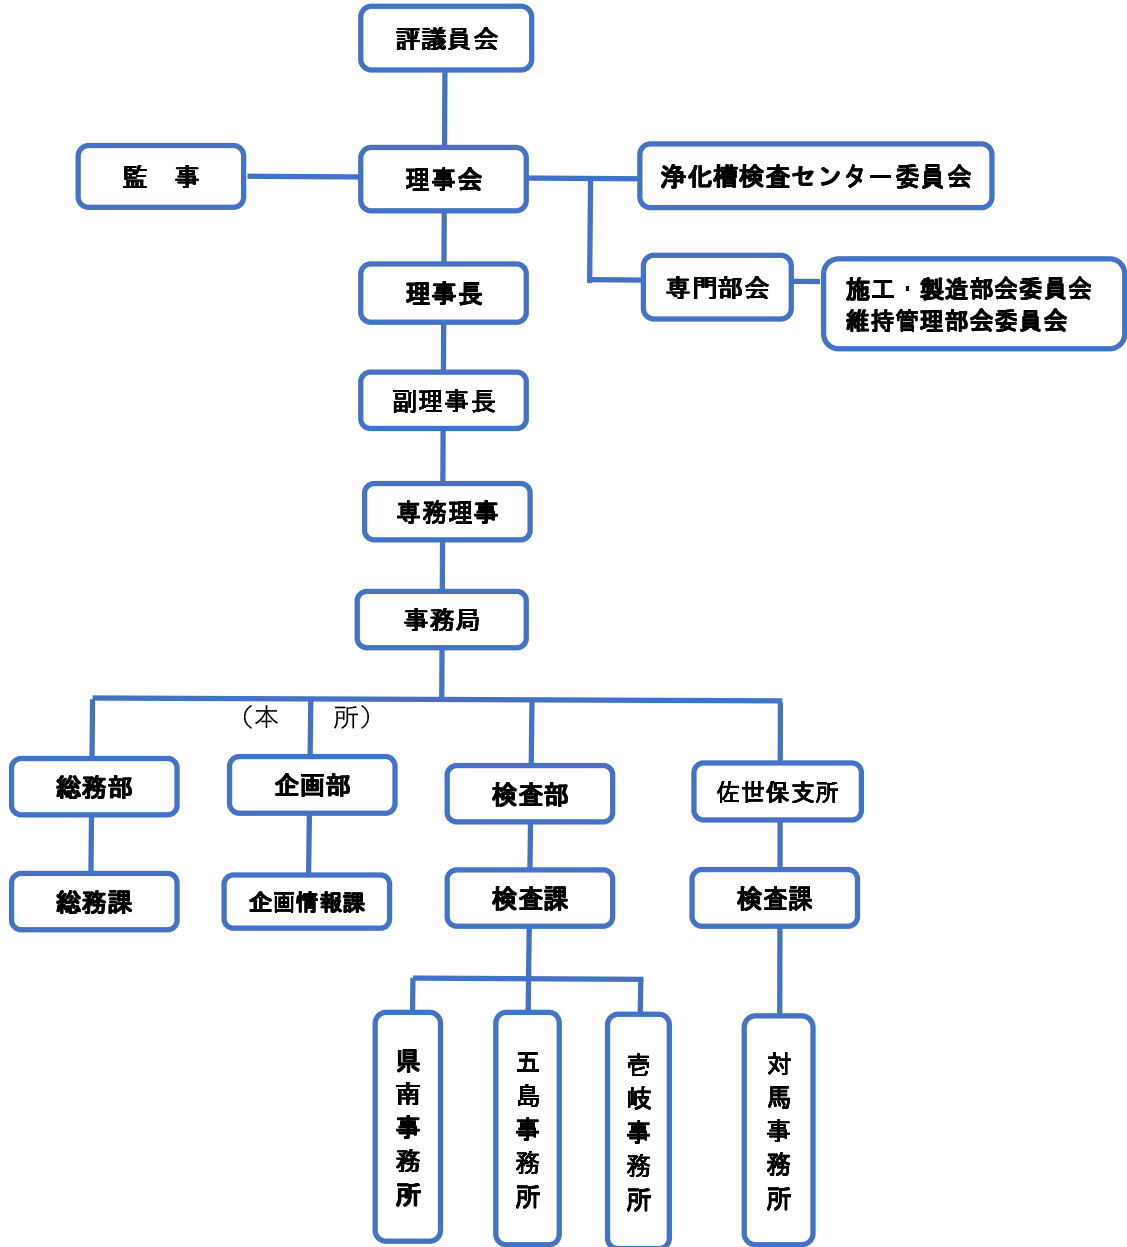 評議員会
監　事
理事会
浄化槽検査センター委員会
理事長
専門部会
施工・製造部会委員会
維持管理部会委員会
副理事長
専務理事
事務局
（本　　所）
総務部
企画部
検査部
佐世保支所
総務課
企画情報課
検査課
検査課
県南事務所
五島事務所
壱岐事務所
対馬事務所